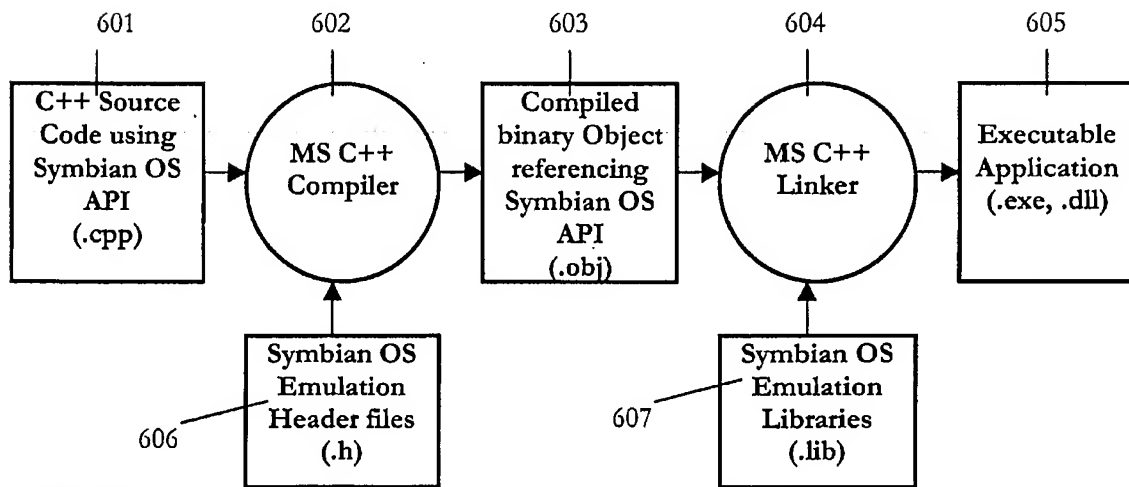 601
602
603
604
605
C++ Source
Code using
Symbian OS
API
(.cpp)
MS C++
Compiler
Compiled
binary Object
referencing
Symbian OS
API
(.obj)
MS C++
Linker
Executable
Application
(.exe, .dll)
Symbian OS
Emulation
Header files
(.h)
606
Symbian OS
Emulation
Libraries
(.lib)
607